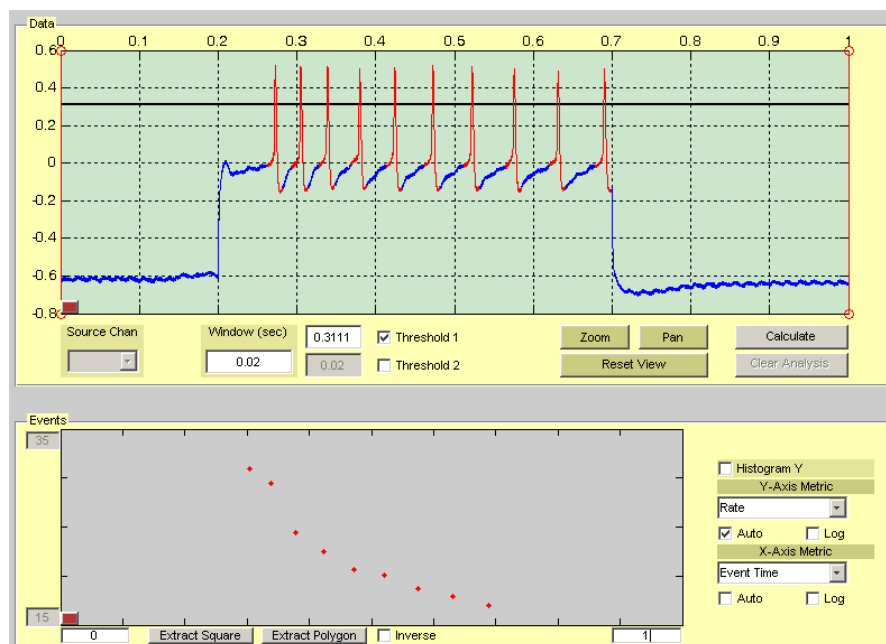 Data
0 0.1 0.2 0.3 0.4 0.5 0.6 0.7 0.8 0.9 1
0.6
0.4
0.2
0
-0.2
-0.4
-0.6
-0.8
Source Chan
Window (sec)
0.02
0.3111
0.02
Threshold 1
Threshold 2
Zoom
Pan
Reset View
Calculate
Clear Analysis
Events
35
15
0
Extract Square
Extract Polygon
Inverse
1
Histogram Y
Y-Axis Metric
Rate
Auto
Log
X-Axis Metric
Event Time
Auto
Log